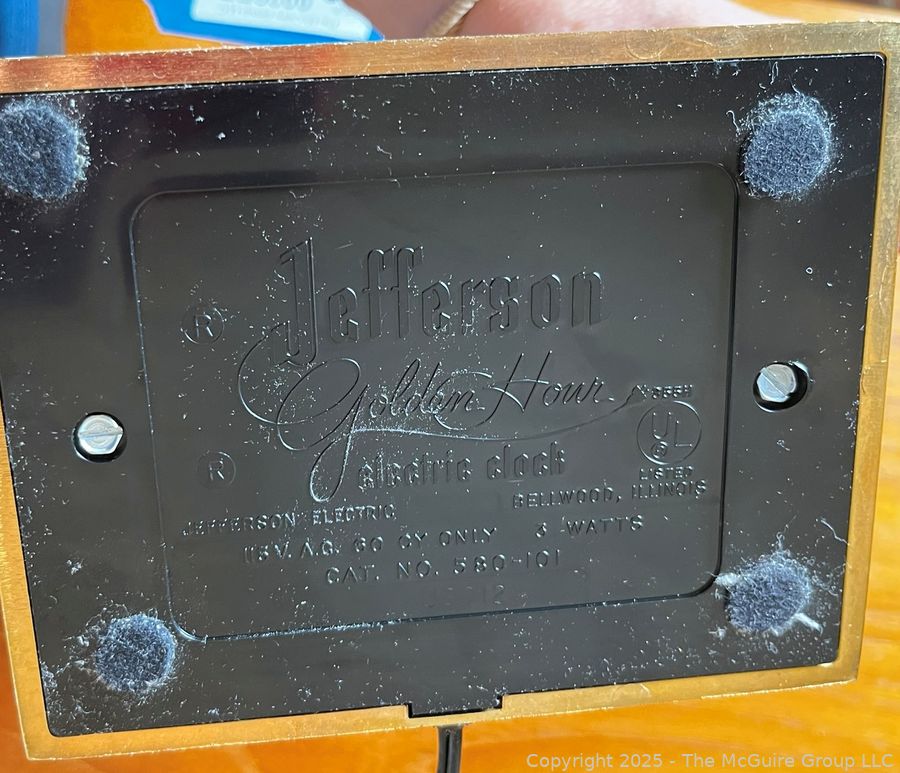 Jefferson
®
Golden Hour
electric clock
®
UL
®
LISTED
JEFFERSON ELECTRIC BELLWOOD, ILLINOIS
115 V. A.C. 60 CY ONLY 3 WATTS
CAT. NO. 580-101
Copyright 2025 - The McGuire Group LLC